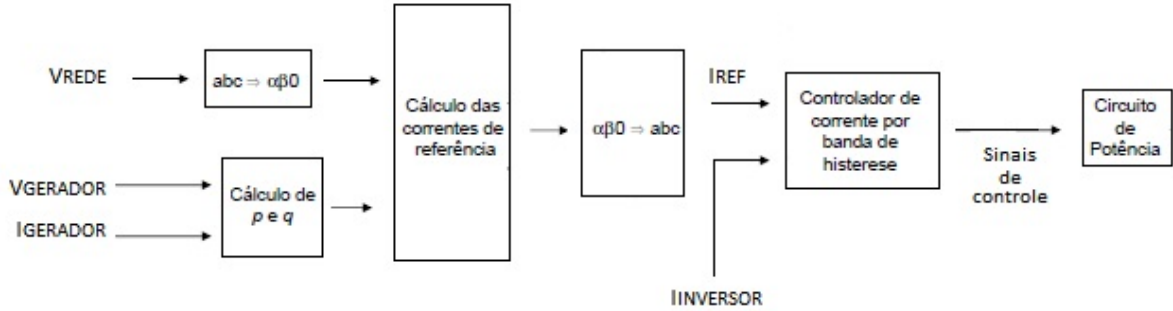 VREDE
abc ⇒ αβ0
VGERADOR
IGERADOR
Cálculo de
p e q
Cálculo das
correntes de
referência
αβ0 ⇒ abc
IREF
IINVERSOR
Controlador de
corrente por
banda de
histerese
Sinais
de
controle
Circuito
de
Potência